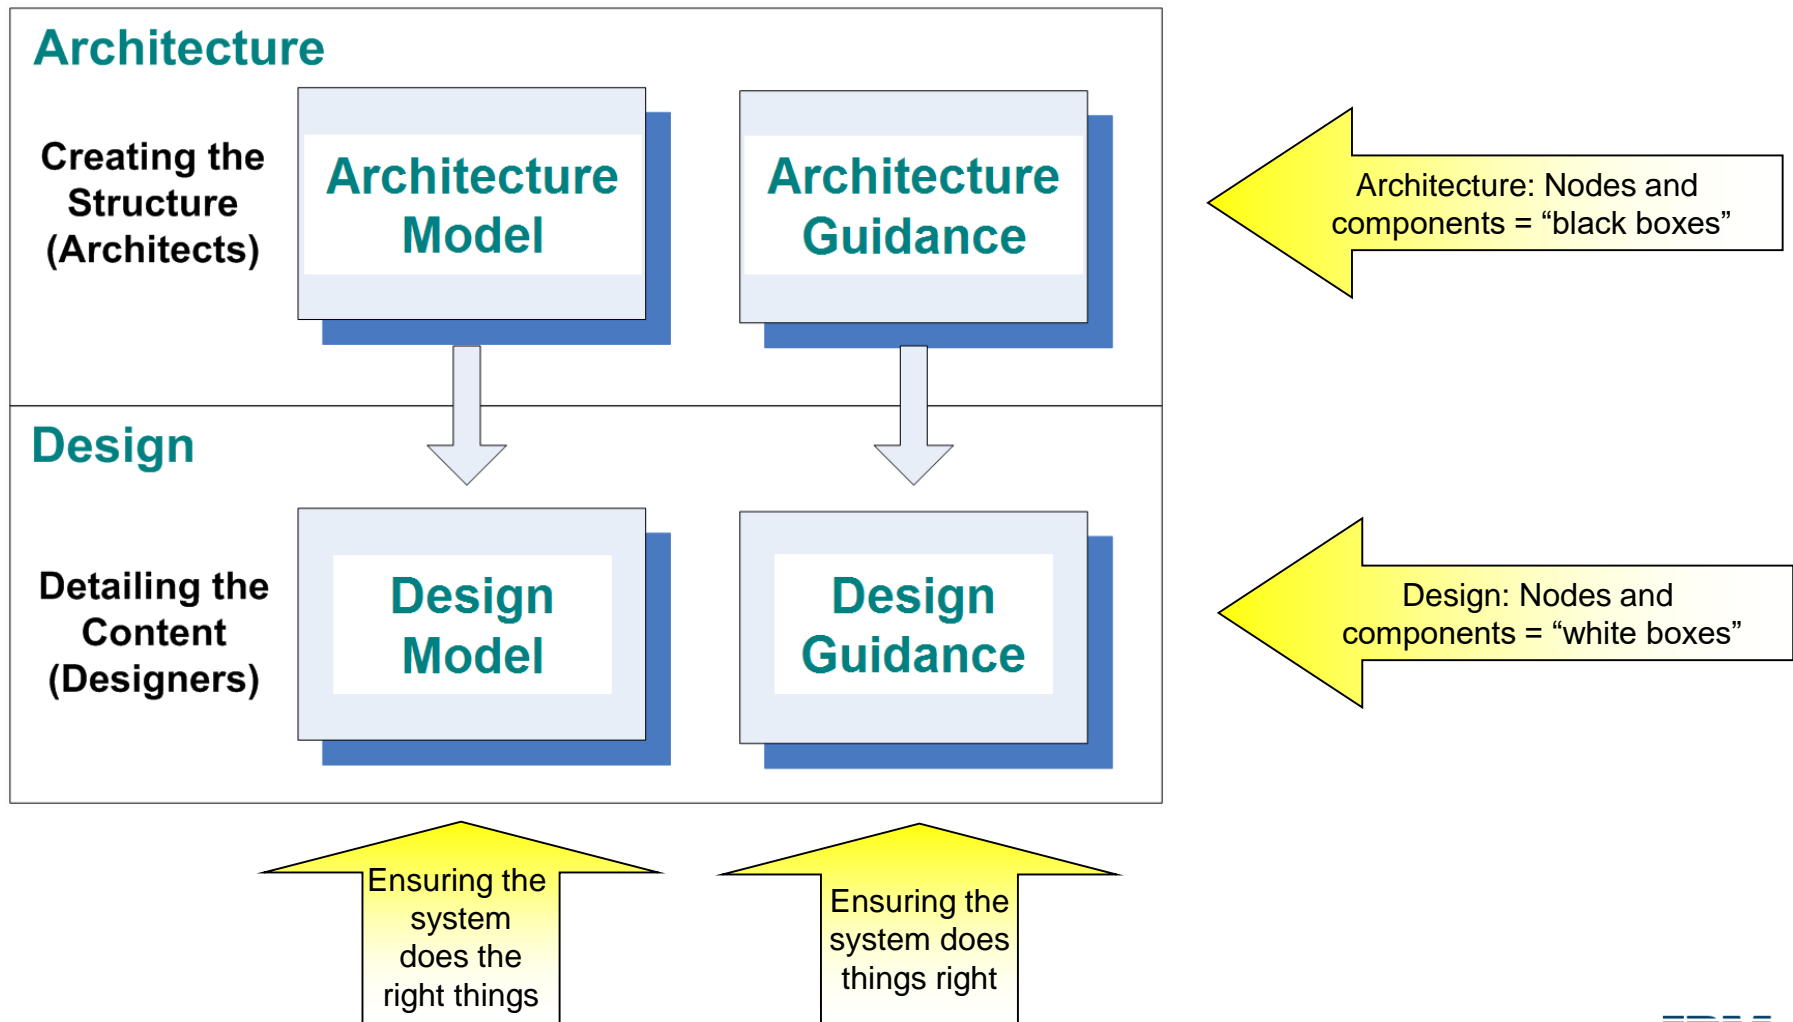 Architecture
Creating the
Structure
(Architects)
Architecture
Model
Architecture
Guidance
Architecture: Nodes and
components = “black boxes”
Design
Detailing the
Content
(Designers)
Design
Model
Design
Guidance
Design: Nodes and
components = “white boxes”
Ensuring the
system
does the
right things
Ensuring the
system does
things right